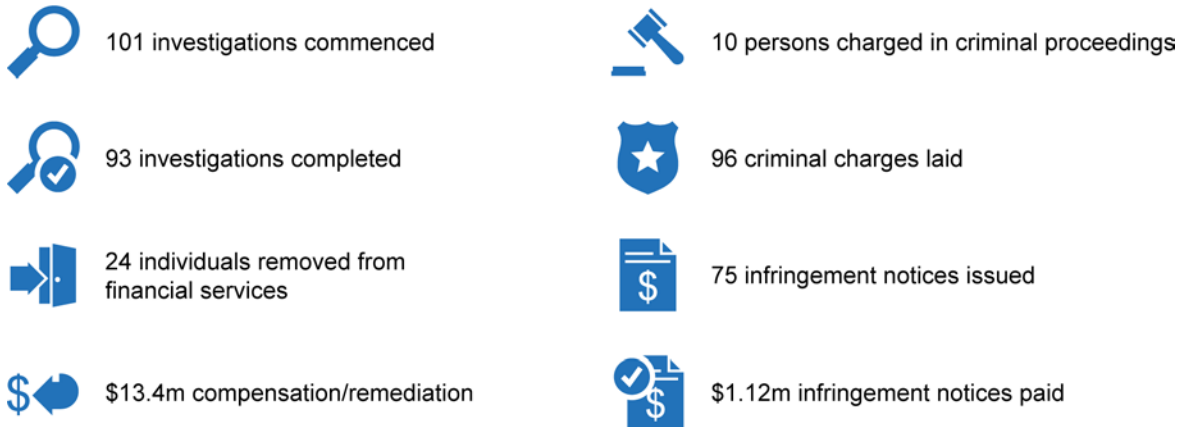 101 investigations commenced
10 persons charged in criminal proceedings
93 investigations completed
96 criminal charges laid
24 individuals removed from
financial services
75 infringement notices issued
$
$
$13.4m compensation/remediation
$
$1.12m infringement notices paid